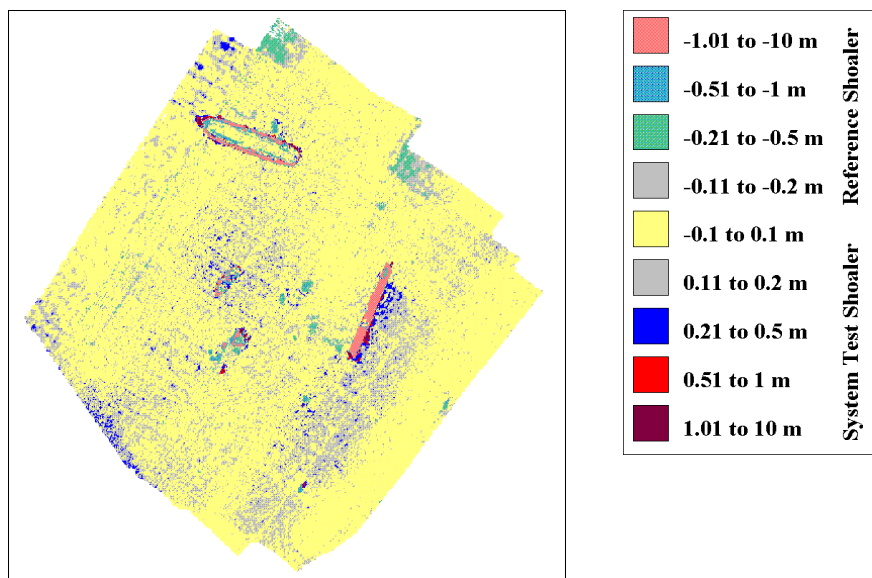 -1.01 to -10 m
-0.51 to -1 m
-0.21 to -0.5 m
-0.11 to -0.2 m
-0.1 to 0.1 m
0.11 to 0.2 m
0.21 to 0.5 m
0.51 to 1 m
1.01 to 10 m
Reference Shoaler
System Test Shoaler